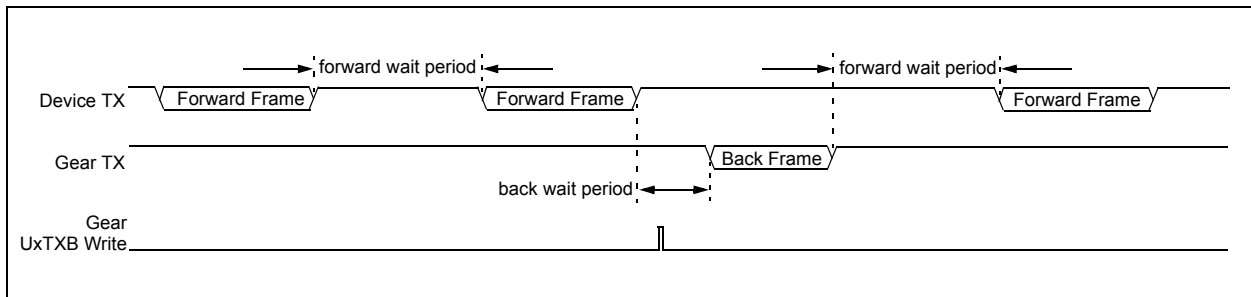 forward wait period
forward wait period
Device TX
Forward Frame
Forward Frame
Forward Frame
Gear TX
Back Frame
back wait period
Gear
UxTXB Write